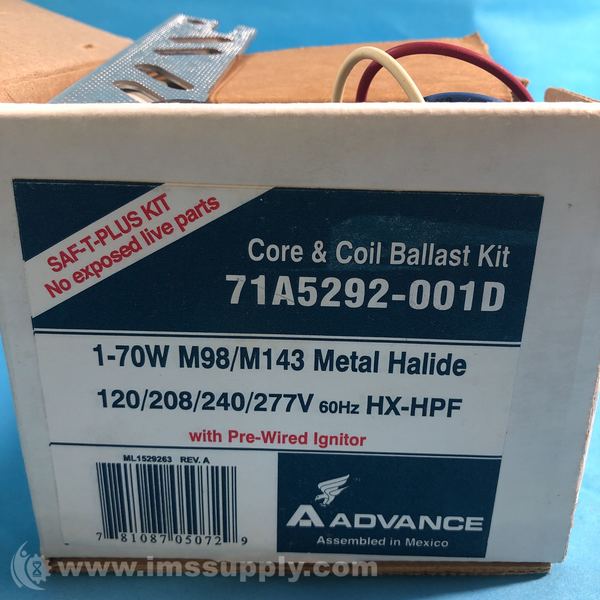 SAF-T-PLUS KIT
No exposed live parts
Core & Coil Ballast Kit
71A5292-001D
1-70W M98/M143 Metal Halide
120/208/240/277V 60Hz HX-HPF
with Pre-Wired Ignitor
ML1529263 REV. A
7 81087 05072 9
ADVANCE
Assembled in Mexico
www.imssupply.com/